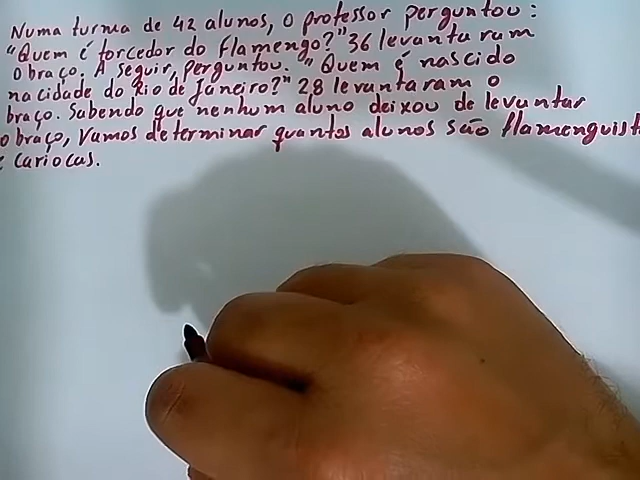 Numa turma de 42 alunos, o professor perguntou:
"Quem é torcedor do flamengo?" 36 levantaram
o braço. A seguir, perguntou. "Quem é nascido
na cidade do Rio de Janeiro?" 28 levantaram o
braço. Sabendo que nenhum aluno deixou de levantar
o braço, Vamos determinar quantos alunos são flamenguist
e cariocas.